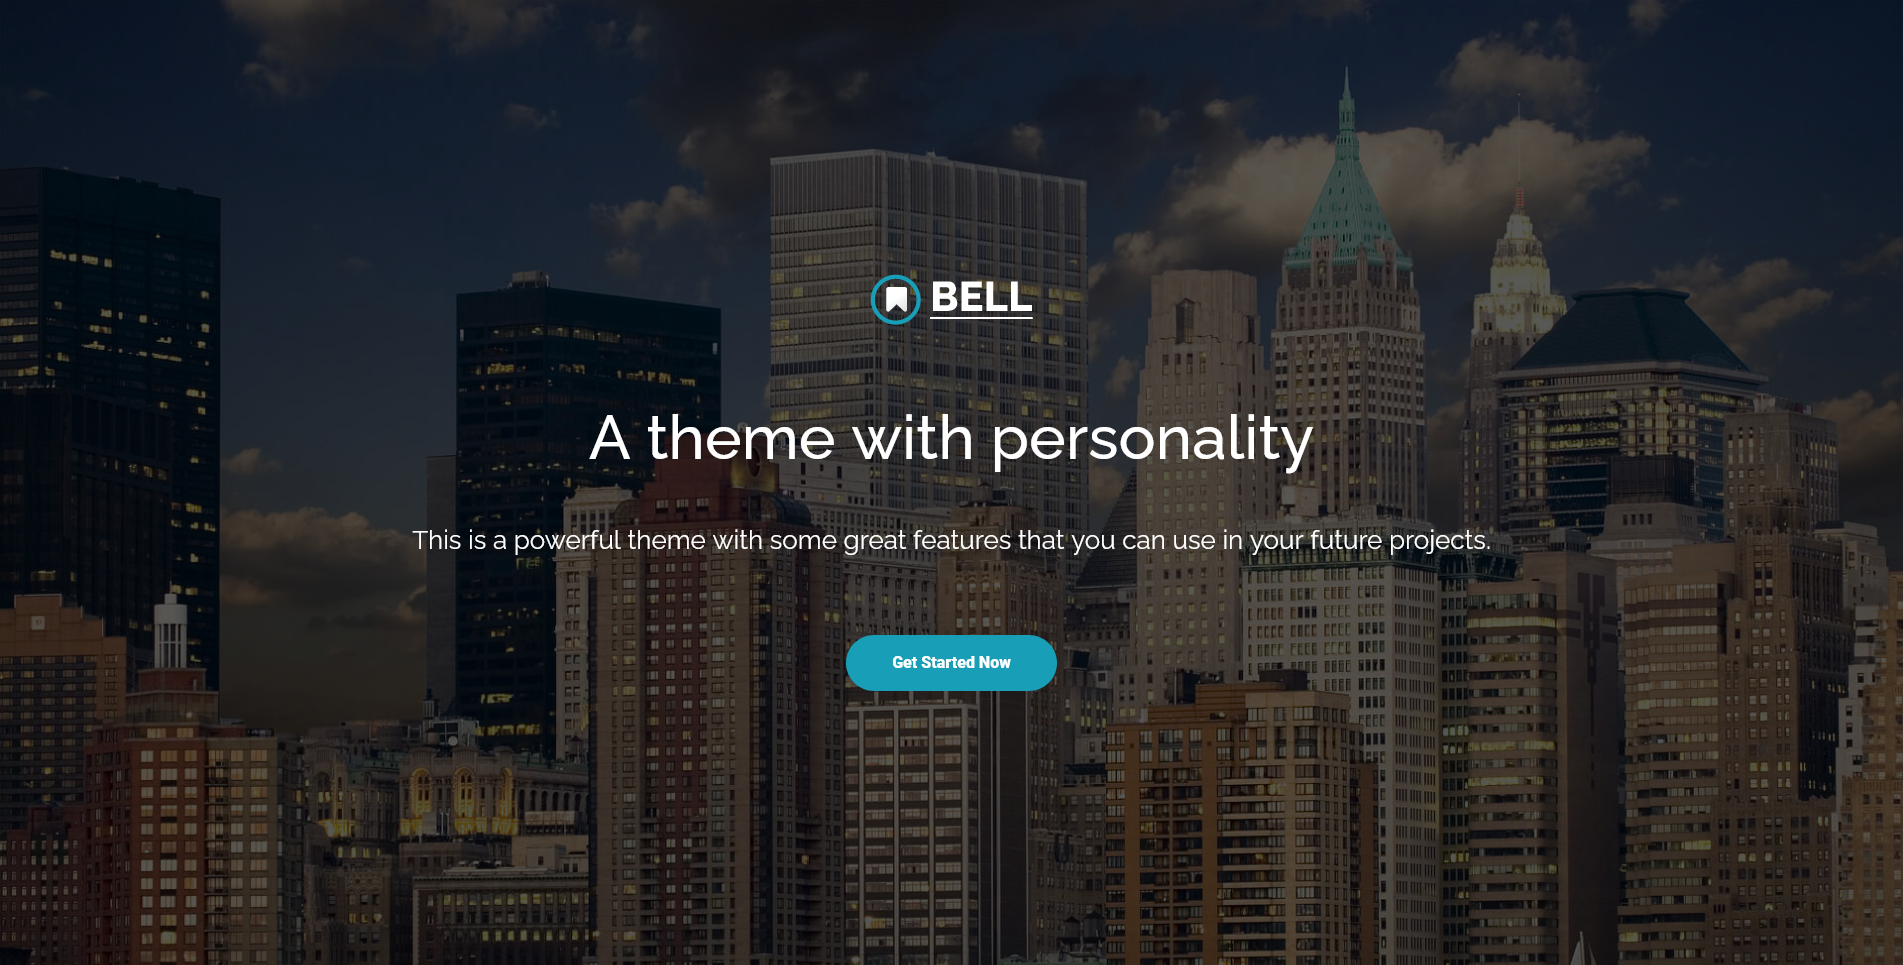 BELL
A theme with personality
This is a powerful theme with some great features that you can use in your future projects.
Get Started Now